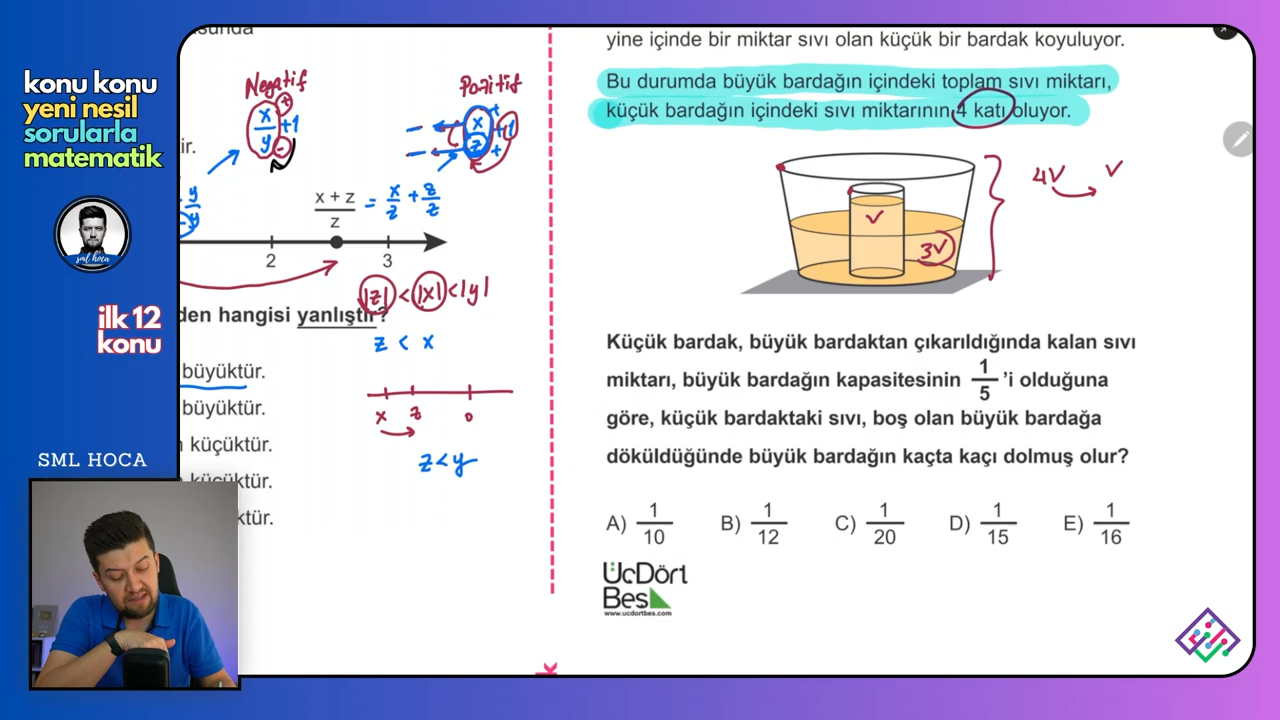 konu konu
yeni nesil
sorularla
matematik
sml hoca
ilk 12
konu
SML HOCA
Negatif
Pozitif
x/y + 1
x/z + 1
ir.
x + z / z = x/z + z/z
2
3
|z| < |x| < |y|
den hangisi yanlıştır?
z < x
büyüktür.
büyüktür.
küçüktür.
küçüktür.
ktür.
x z 0
z < y
yine içinde bir miktar sıvı olan küçük bir bardak koyuluyor.
Bu durumda büyük bardağın içindeki toplam sıvı miktarı,
küçük bardağın içindeki sıvı miktarının 4 katı oluyor.
4V V
V
3V
Küçük bardak, büyük bardaktan çıkarıldığında kalan sıvı
miktarı, büyük bardağın kapasitesinin 1/5 'i olduğuna
göre, küçük bardaktaki sıvı, boş olan büyük bardağa
döküldüğünde büyük bardağın kaçta kaçı dolmuş olur?
A) 1/10 B) 1/12 C) 1/20 D) 1/15 E) 1/16
ÜçDört
Beş
www.ucdortbes.com